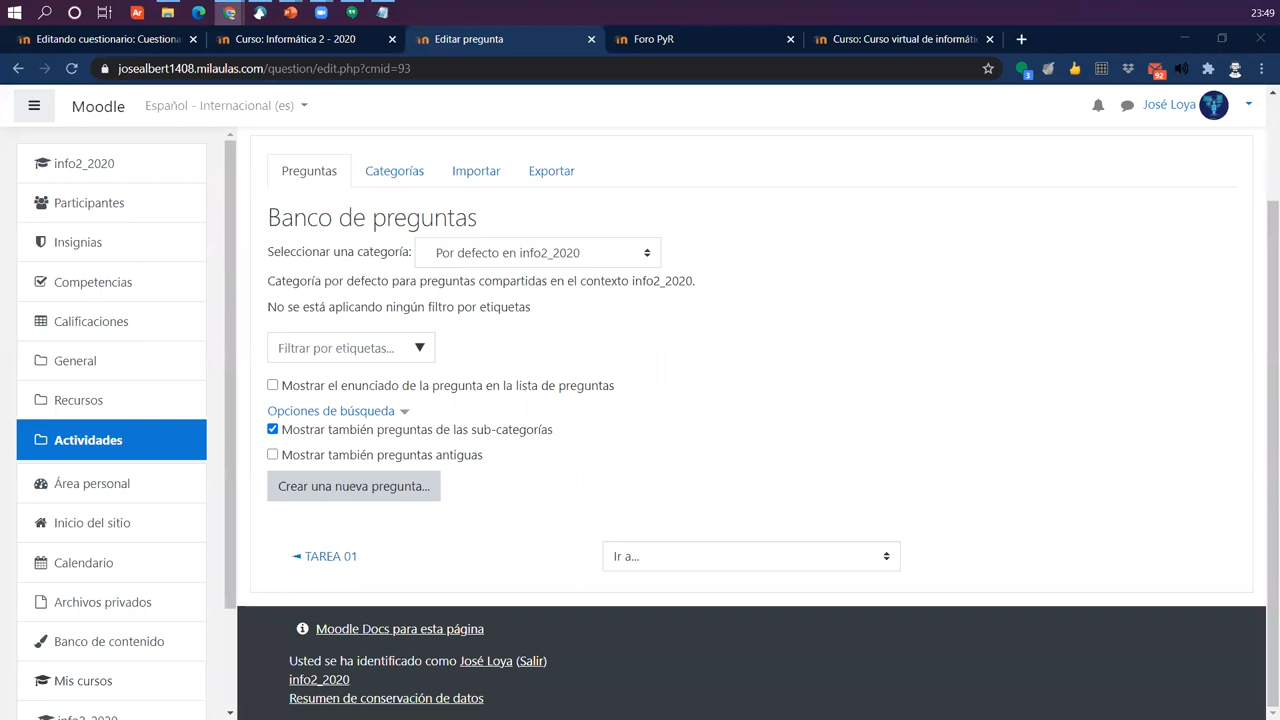 23:49
Editando cuestionario: Cuestiona
Curso: Informática 2 - 2020
Editar pregunta
Foro PyR
Curso: Curso virtual de informáti
josealbert1408.milaulas.com/question/edit.php?cmid=93
3
92
Moodle
Español - Internacional (es)
José Loya
info2_2020
Participantes
Insignias
Competencias
Calificaciones
General
Recursos
Actividades
Área personal
Inicio del sitio
Calendario
Archivos privados
Banco de contenido
Mis cursos
info2_2020
Preguntas
Categorías
Importar
Exportar
Banco de preguntas
Seleccionar una categoría: Por defecto en info2_2020
Categoría por defecto para preguntas compartidas en el contexto info2_2020.
No se está aplicando ningún filtro por etiquetas
Filtrar por etiquetas...
Mostrar el enunciado de la pregunta en la lista de preguntas
Opciones de búsqueda
Mostrar también preguntas de las sub-categorías
Mostrar también preguntas antiguas
Crear una nueva pregunta...
◄ TAREA 01
Ir a...
Moodle Docs para esta página
Usted se ha identificado como José Loya (Salir)
info2_2020
Resumen de conservación de datos